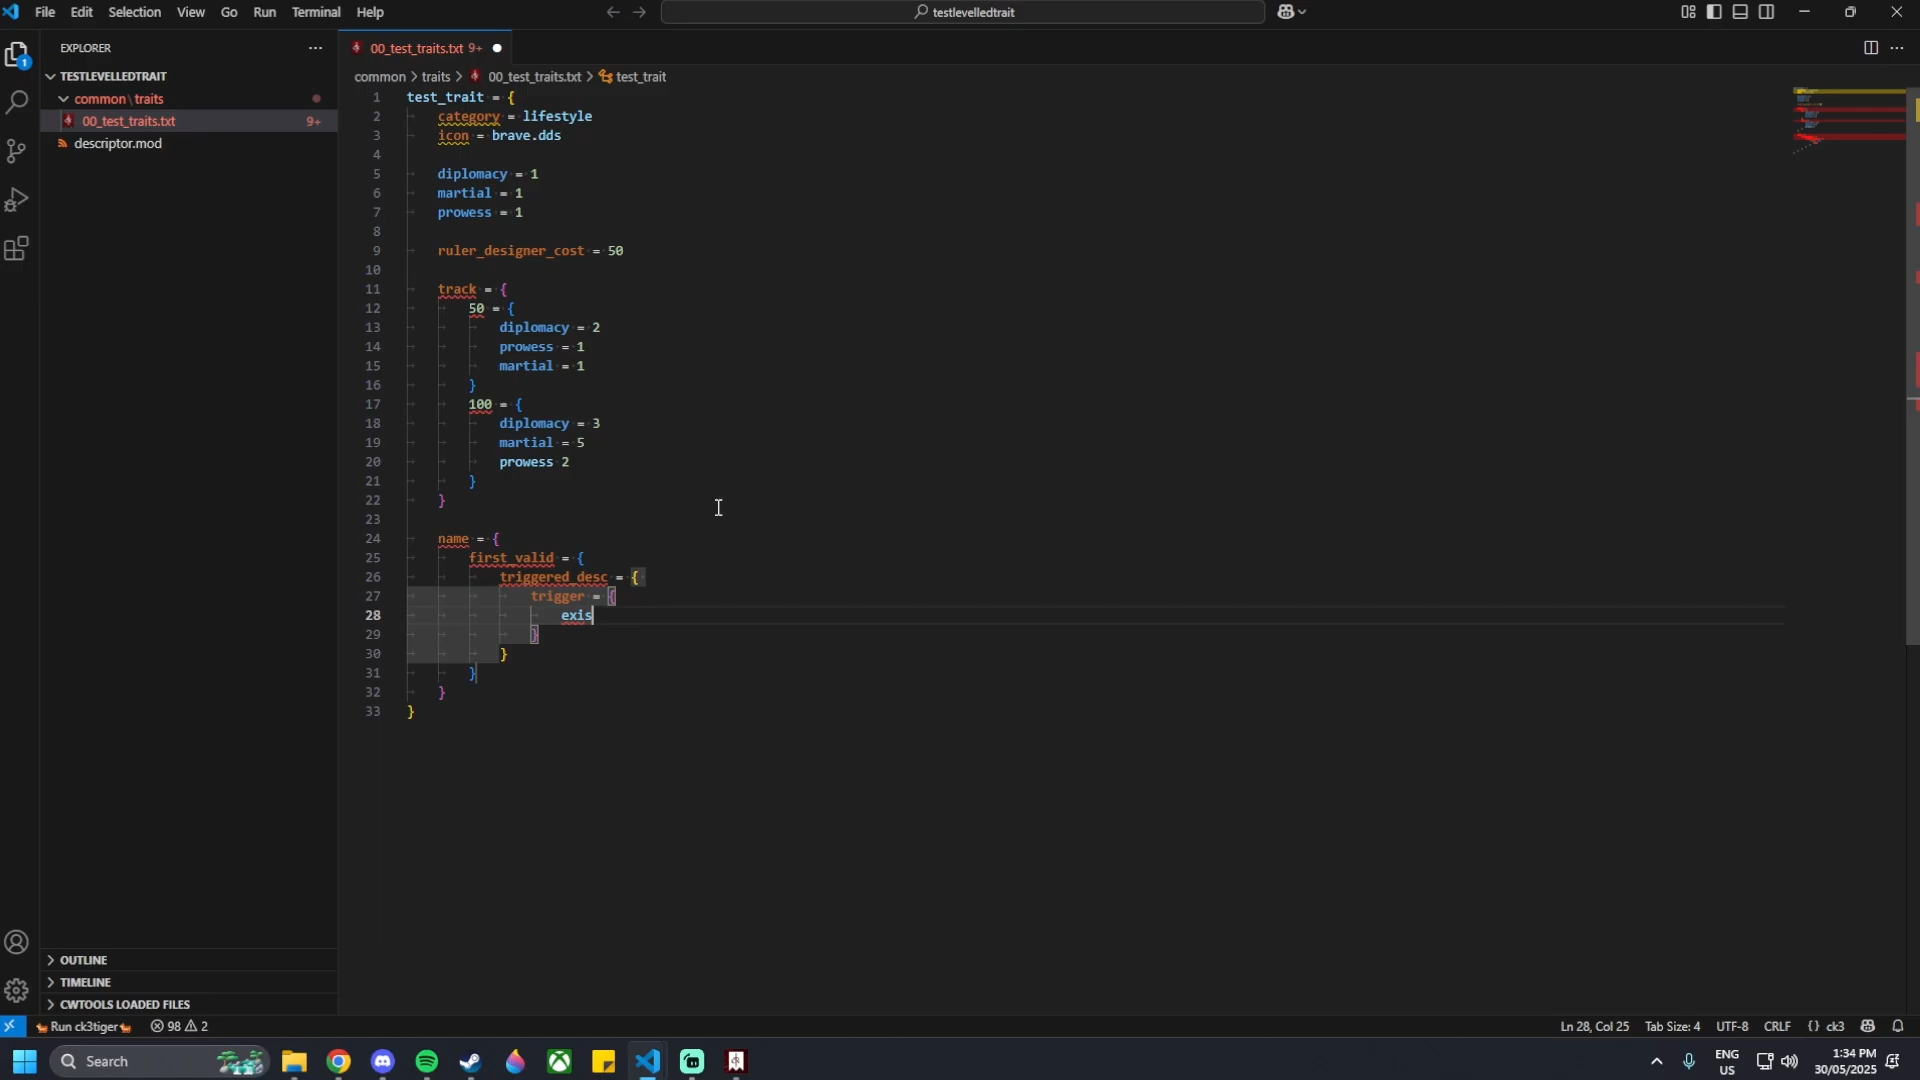 File Edit Selection View Go Run Terminal Help
testlevelledtrait
EXPLORER
TESTLEVELLEDTRAIT
common\traits
00_test_traits.txt 9+
descriptor.mod
00_test_traits.txt 9+
common > traits > 00_test_traits.txt > test_trait
1 test_trait = {
2 category = lifestyle
3 icon = brave.dds
4
5 diplomacy = 1
6 martial = 1
7 prowess = 1
8
9 ruler_designer_cost = 50
10
11 track = {
12 50 = {
13 diplomacy = 2
14 prowess = 1
15 martial = 1
16 }
17 100 = {
18 diplomacy = 3
19 martial = 5
20 prowess 2
21 }
22 }
23
24 name = {
25 first_valid = {
26 triggered_desc = {
27 trigger = {
28 exis
29 }
30 }
31 }
32 }
33 }
OUTLINE
TIMELINE
CWTOOLS LOADED FILES
1
Run ck3tiger 98 2
Ln 28, Col 25 Tab Size: 4 UTF-8 CRLF {} ck3
Search
ENG
US
1:34 PM
30/05/2025